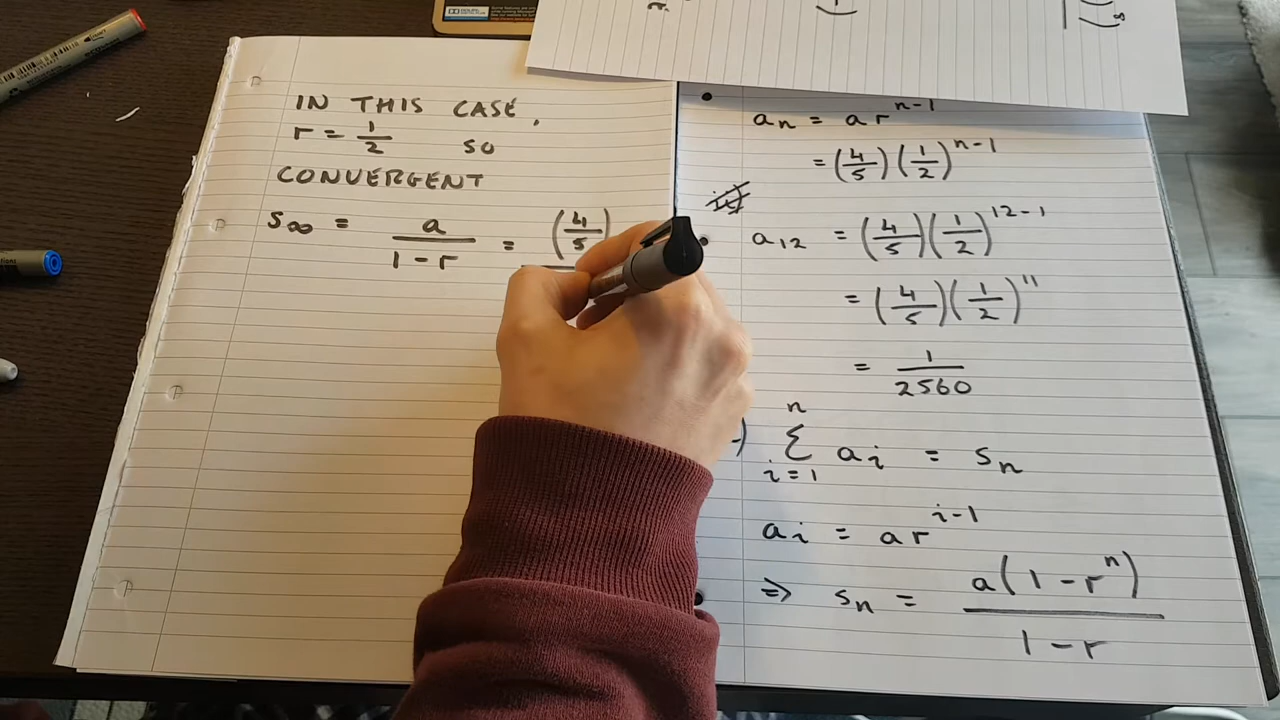 IN THIS CASE,
r = 1/2 so
CONVERGENT
S∞ = a/(1-r) = (4/5)
aₙ = ar^(n-1)
= (4/5)(1/2)^(n-1)
a₁₂ = (4/5)(1/2)^(12-1)
= (4/5)(1/2)^11
= 1/2560
n
Σ aᵢ = Sₙ
i=1
aᵢ = ar^(i-1)
⇒ Sₙ = a(1-r^n)/(1-r)